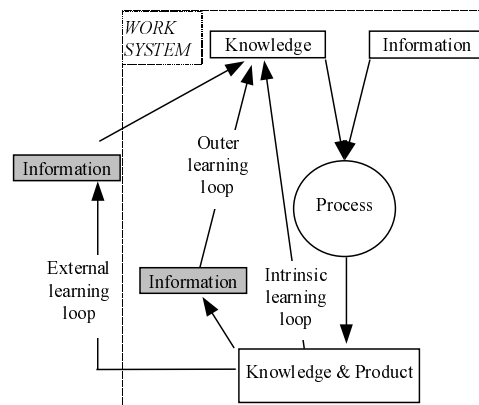 WORK
SYSTEM
Knowledge
Information
Outer
learning
loop
Information
Process
External
learning
loop
Information
Intrinsic
learning
loop
Knowledge & Product